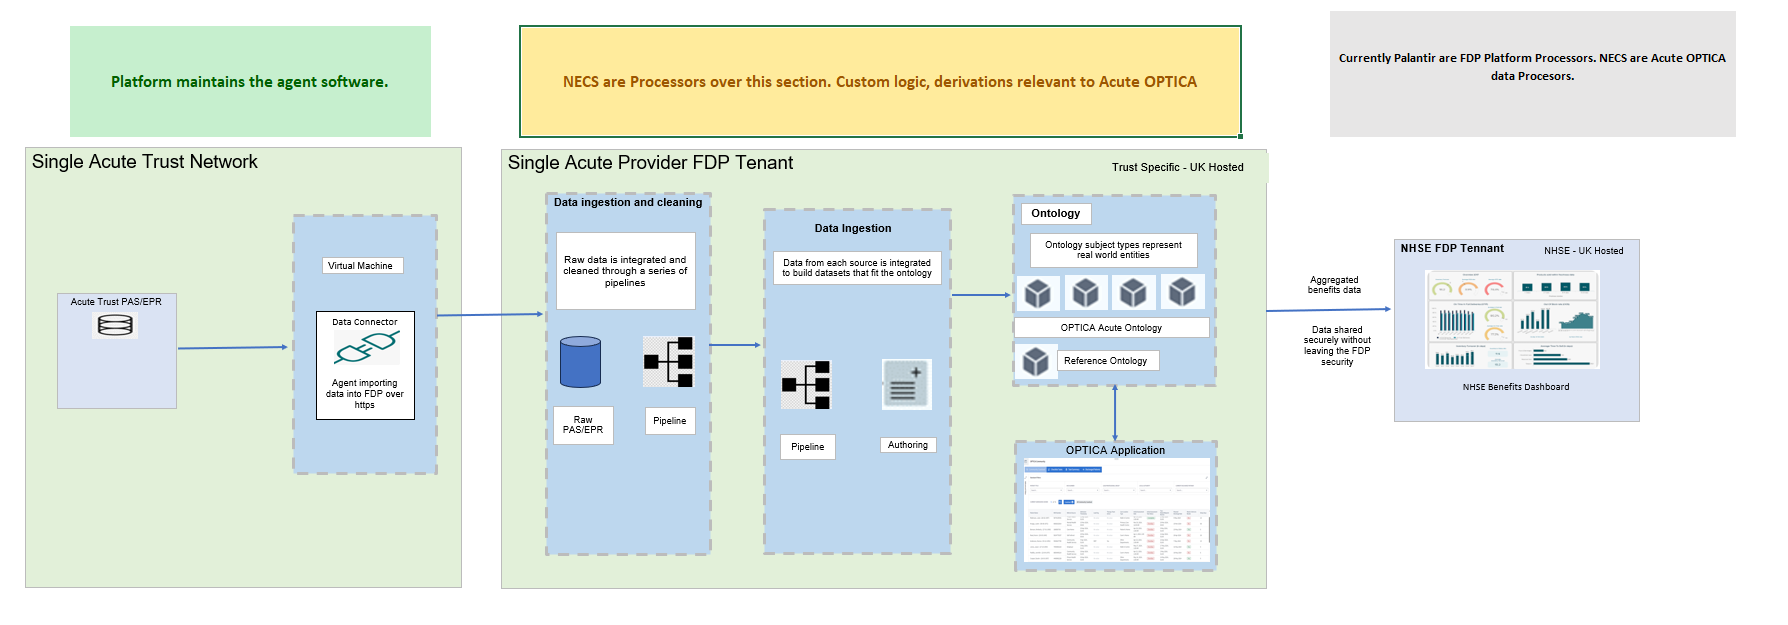 Platform maintains the agent software.
NECS are Processors over this section. Custom logic, derivations relevant to Acute OPTICA
Currently Palantir are FDP Platform Processors. NECS are Acute OPTICA
data Procesors.
Single Acute Trust Network
Acute Trust PAS/EPR
Virtual Machine
Data Connector
Agent importing
data into FDP over
https
Single Acute Provider FDP Tenant
Trust Specific - UK Hosted
Data ingestion and cleaning
Raw data is integrated and
cleaned through a series of
pipelines
Raw
PAS/EPR
Pipeline
Data Ingestion
Data from each source is integrated
to build datasets that fit the ontology
Pipeline
Authoring
Ontology
Ontology subject types represent
real world entities
OPTICA Acute Ontology
Reference Ontology
OPTICA Application
Aggregated
benefits data
Data shared
securely without
leaving the FDP
security
NHSE FDP Tennant
NHSE - UK Hosted
NHSE Benefits Dashboard